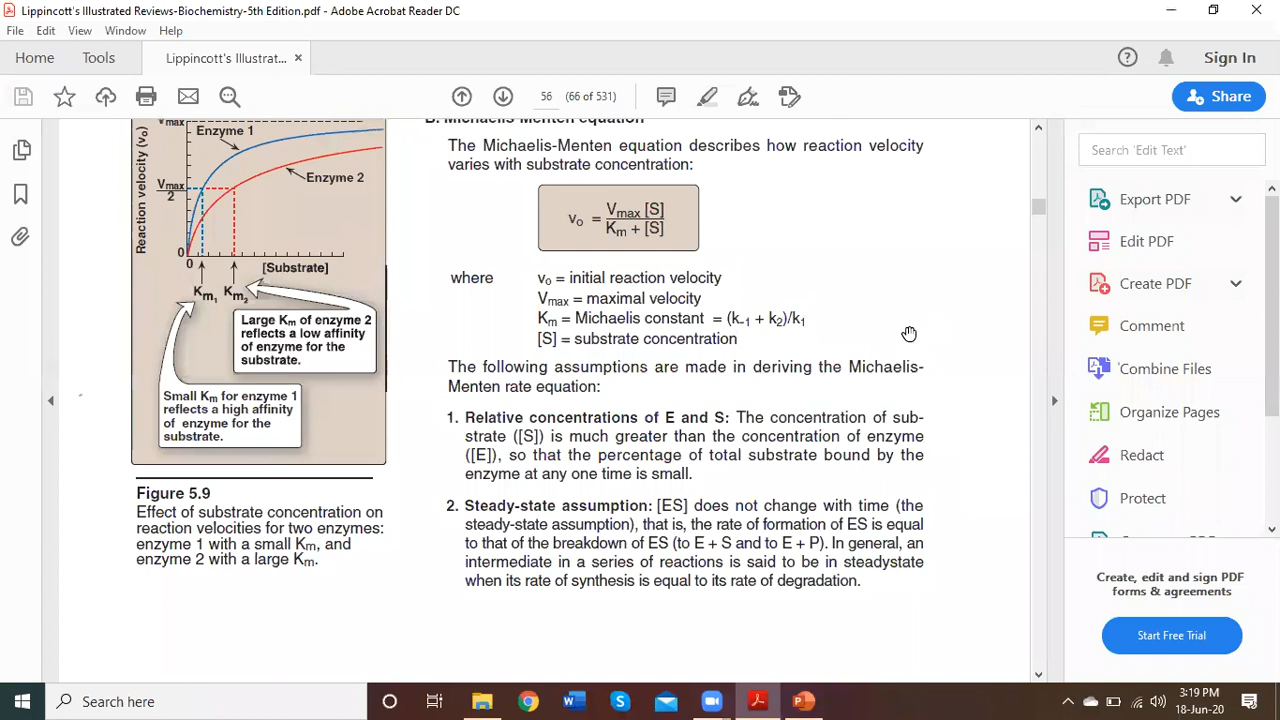 Lippincott's Illustrated Reviews-Biochemistry-5th Edition.pdf - Adobe Acrobat Reader DC
File Edit View Window Help
Home Tools Lippincott's Illustrat... ×
Sign In
56 (66 of 531)
Share
Vmax
Enzyme 1
Enzyme 2
Reaction velocity (vo)
Vmax
2
0
0
[Substrate]
Km1 Km2
Large Km of enzyme 2
reflects a low affinity
of enzyme for the
substrate.
Small Km for enzyme 1
reflects a high affinity
of enzyme for the
substrate.
Figure 5.9
Effect of substrate concentration on
reaction velocities for two enzymes:
enzyme 1 with a small Km, and
enzyme 2 with a large Km.
B. Michaelis-Menten equation
The Michaelis-Menten equation describes how reaction velocity
varies with substrate concentration:
vo = Vmax [S]
Km + [S]
where vo = initial reaction velocity
Vmax = maximal velocity
Km = Michaelis constant = (k-1 + k2)/k1
[S] = substrate concentration
The following assumptions are made in deriving the Michaelis-
Menten rate equation:
1. Relative concentrations of E and S: The concentration of sub-
strate ([S]) is much greater than the concentration of enzyme
([E]), so that the percentage of total substrate bound by the
enzyme at any one time is small.
2. Steady-state assumption: [ES] does not change with time (the
steady-state assumption), that is, the rate of formation of ES is equal
to that of the breakdown of ES (to E + S and to E + P). In general, an
intermediate in a series of reactions is said to be in steadystate
when its rate of synthesis is equal to its rate of degradation.
Search 'Edit Text'
Export PDF
Edit PDF
Create PDF
Comment
Combine Files
Organize Pages
Redact
Protect
Create, edit and sign PDF
forms & agreements
Start Free Trial
Search here
3:19 PM
18-Jun-20